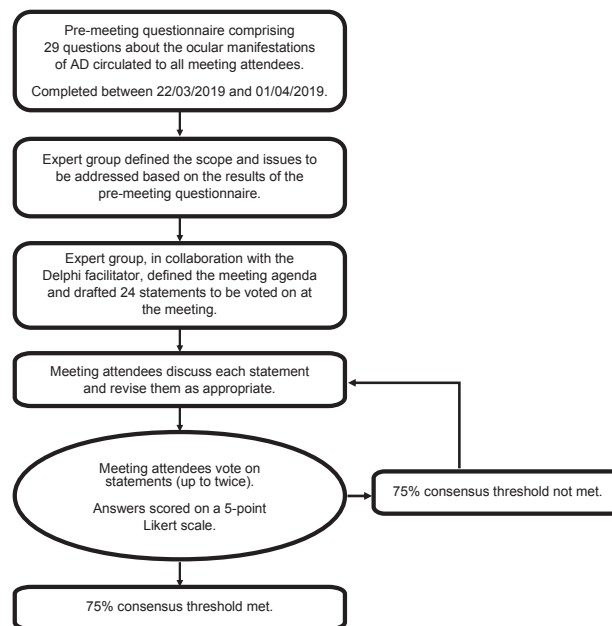 Pre-meeting questionnaire comprising
29 questions about the ocular manifestations
of AD circulated to all meeting attendees.
Completed between 22/03/2019 and 01/04/2019.
Expert group defined the scope and issues to
be addressed based on the results of the
pre-meeting questionnaire.
Expert group, in collaboration with the
Delphi facilitator, defined the meeting agenda
and drafted 24 statements to be voted on at
the meeting.
Meeting attendees discuss each statement
and revise them as appropriate.
Meeting attendees vote on
statements (up to twice).
Answers scored on a 5-point
Likert scale.
75% consensus threshold not met.
75% consensus threshold met.